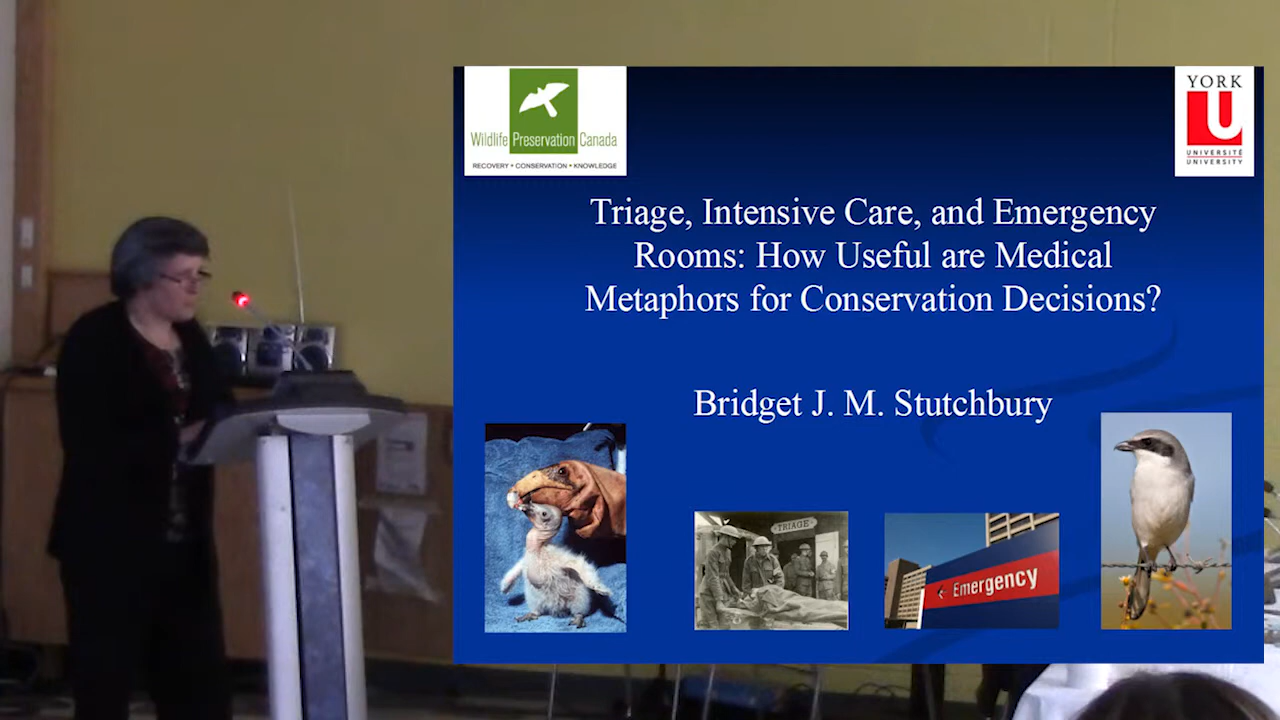 Wildlife Preservation Canada
RECOVERY • CONSERVATION • KNOWLEDGE
YORK
U
UNIVERSITÉ
UNIVERSITY
Triage, Intensive Care, and Emergency
Rooms: How Useful are Medical
Metaphors for Conservation Decisions?
Bridget J. M. Stutchbury
TRIAGE
Emergency